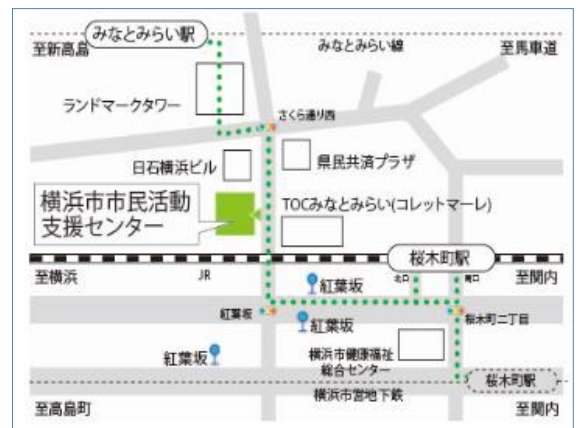 みなとみらい駅
至新高島
みなとみらい線
至馬車道
ランドマークタワー
さくら通り西
日石横浜ビル
県民共済プラザ
横浜市市民活動
支援センター
TOCみなとみらい(コレットマーレ)
桜木町駅
至横浜
JR
北口
南口
至関内
紅葉坂
紅葉坂
紅葉坂
桜木町二丁目
紅葉坂
横浜市健康福祉
総合センター
桜木町駅
横浜市営地下鉄
至高島町
至関内